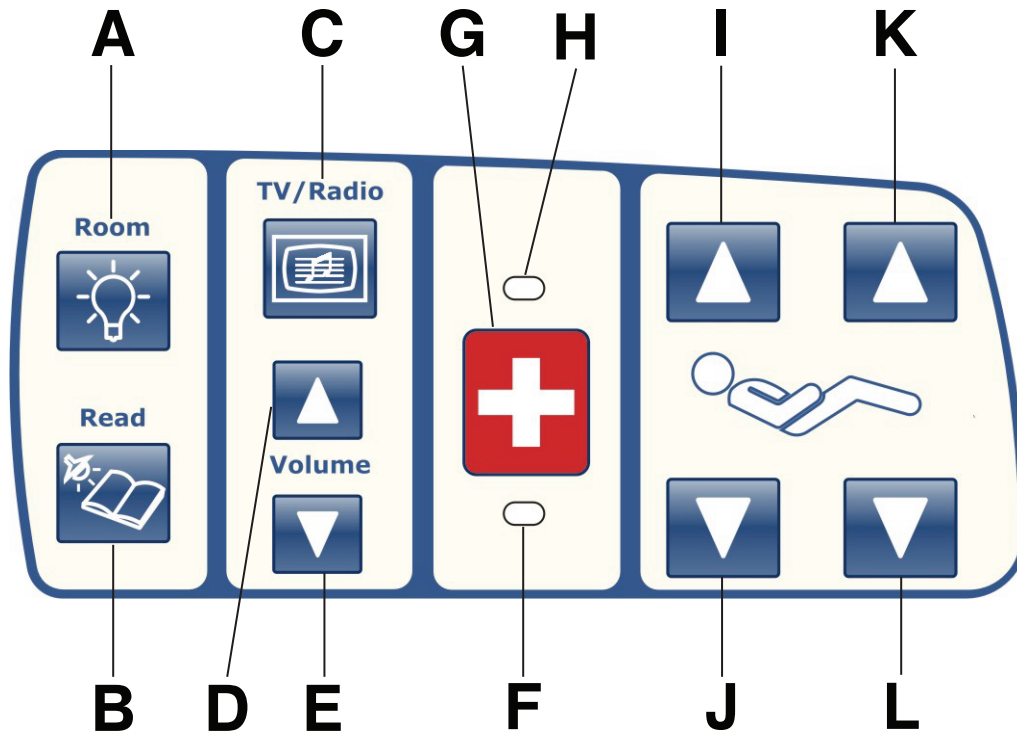 A C G H I K
TV/Radio
Room
Read
Volume
B D E F J L